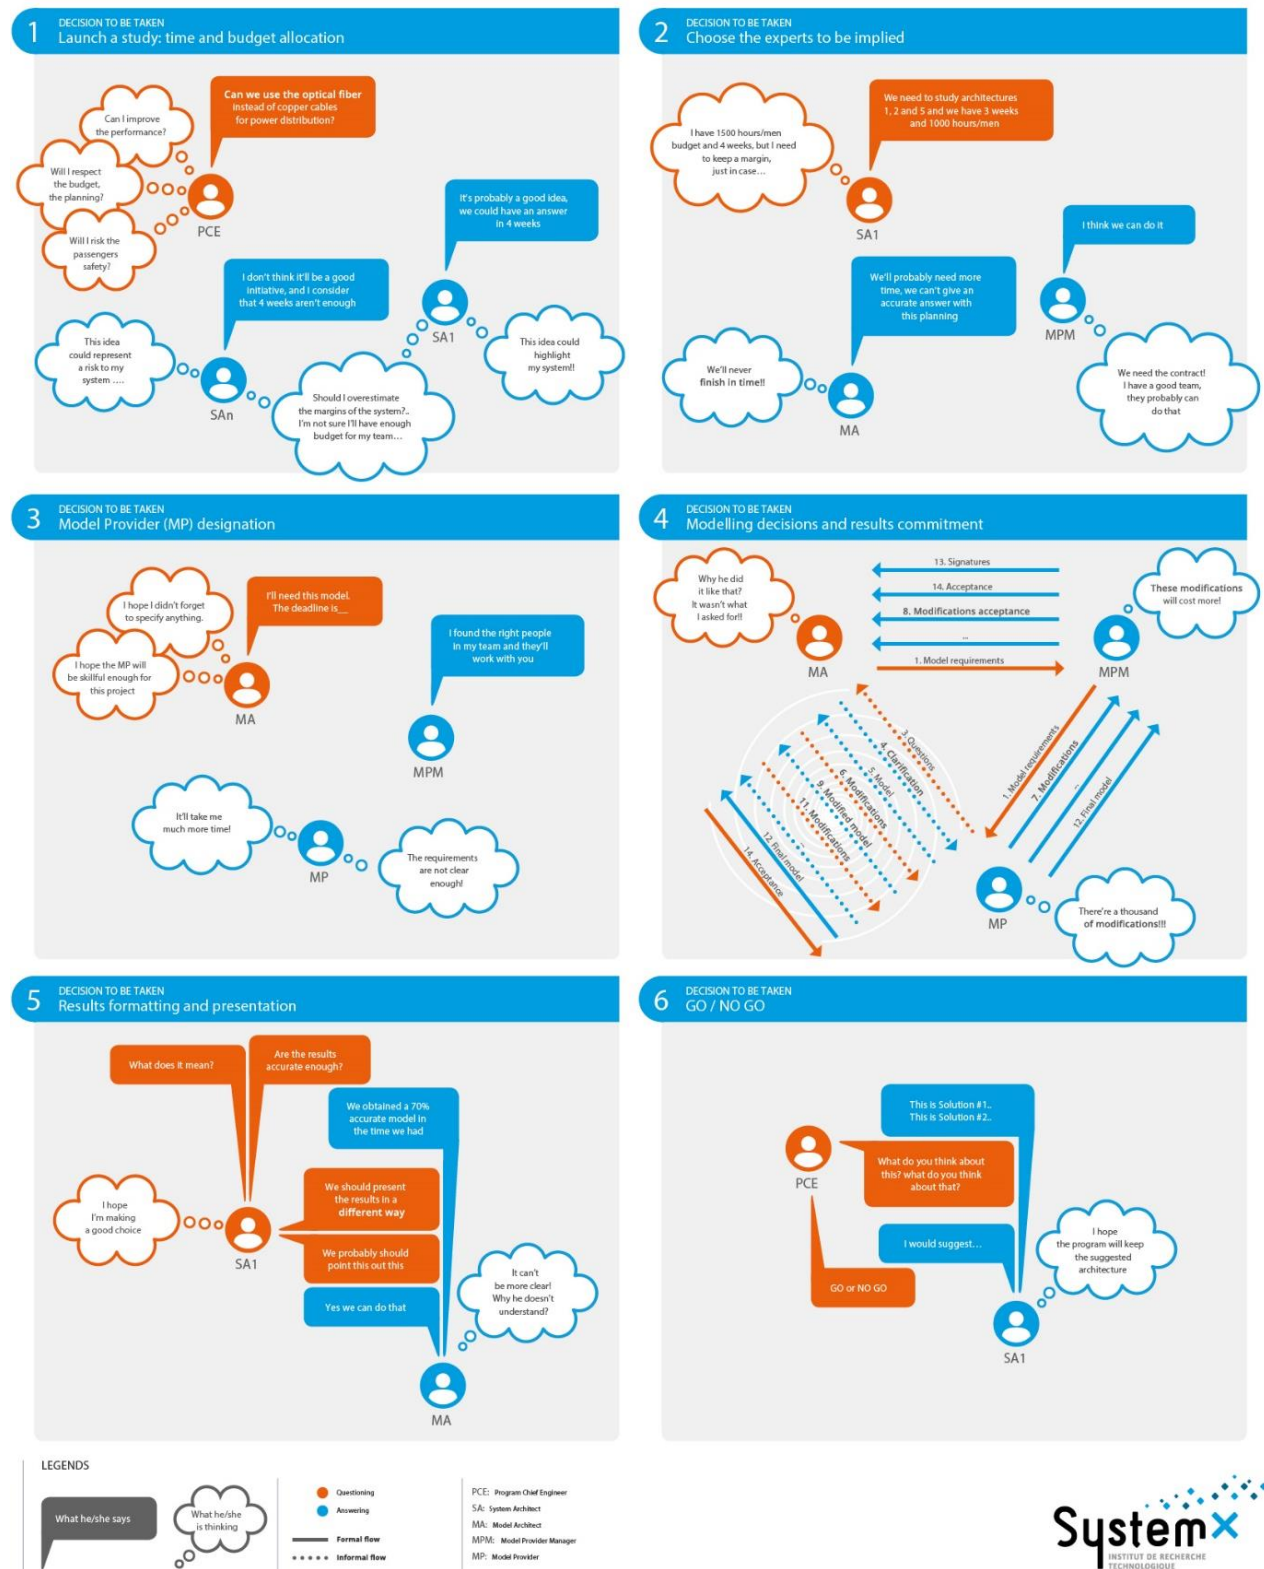 1
DECISION TO BE TAKEN
Launch a study: time and budget allocation
Can I improve
the performance?
Will I respect
the budget,
the planning?
Will I risk the
passengers
safety?
Can we use the optical fiber
instead of copper cables
for power distribution?
PCE
It's probably a good idea,
we could have an answer
in 4 weeks
I don't think it'll be a good
initiative, and I consider
that 4 weeks aren't enough
SA1
This idea
could represent
a risk to my
system ....
SAn
Should I overestimate
the margins of the system?..
I'm not sure I'll have enough
budget for my team...
This idea could
highlight
my system!!
2
DECISION TO BE TAKEN
Choose the experts to be implied
I have 1500 hours/men
budget and 4 weeks, but I need
to keep a margin,
just in case...
We need to study architectures
1, 2 and 5 and we have 3 weeks
and 1000 hours/men
SA1
I think we can do it
We'll probably need more
time, we can't give an
accurate answer with
this planning
MPM
We'll never
finish in time!!
MA
We need the contract!
I have a good team,
they probably can
do that
3
DECISION TO BE TAKEN
Model Provider (MP) designation
I hope I didn't forget
to specify anything.
I hope the MP will
be skillful enough for
this project
I'll need this model.
The deadline is__
MA
I found the right people
in my team and they'll
work with you
MPM
It'll take me
much more time!
MP
The requirements
are not clear
enough!
4
DECISION TO BE TAKEN
Modelling decisions and results commitment
Why he did
it like that?
It wasn't what
I asked for!!
MA
13. Signatures
14. Acceptance
8. Modifications acceptance
...
1. Model requirements
These modifications
will cost more!
MPM
3. Questions
4. Clarification
5. Model
6. Modifications
9. Modified model
11. Modifications
...
12. Final model
14. Acceptance
1. Model requirements
7. Modifications
...
12. Final model
MP
There're a thousand
of modifications!!!
5
DECISION TO BE TAKEN
Results formatting and presentation
What does it mean?
Are the results
accurate enough?
We obtained a 70%
accurate model in
the time we had
I hope
I'm making
a good choice
SA1
We should present
the results in a
different way
We probably should
point this out this
Yes we can do that
It can't
be more clear!
Why he doesn't
understand?
MA
6
DECISION TO BE TAKEN
GO / NO GO
This is Solution #1..
This is Solution #2..
PCE
What do you think about
this? what do you think
about that?
I would suggest...
GO or NO GO
I hope
the program will keep
the suggested
architecture
SA1
LEGENDS
What he/she says
What he/she
is thinking
Questioning
Answering
Formal flow
Informal flow
PCE: Program Chief Engineer
SA: System Architect
MA: Model Architect
MPM: Model Provider Manager
MP: Model Provider
SystemX
INSTITUT DE RECHERCHE
TECHNOLOGIQUE